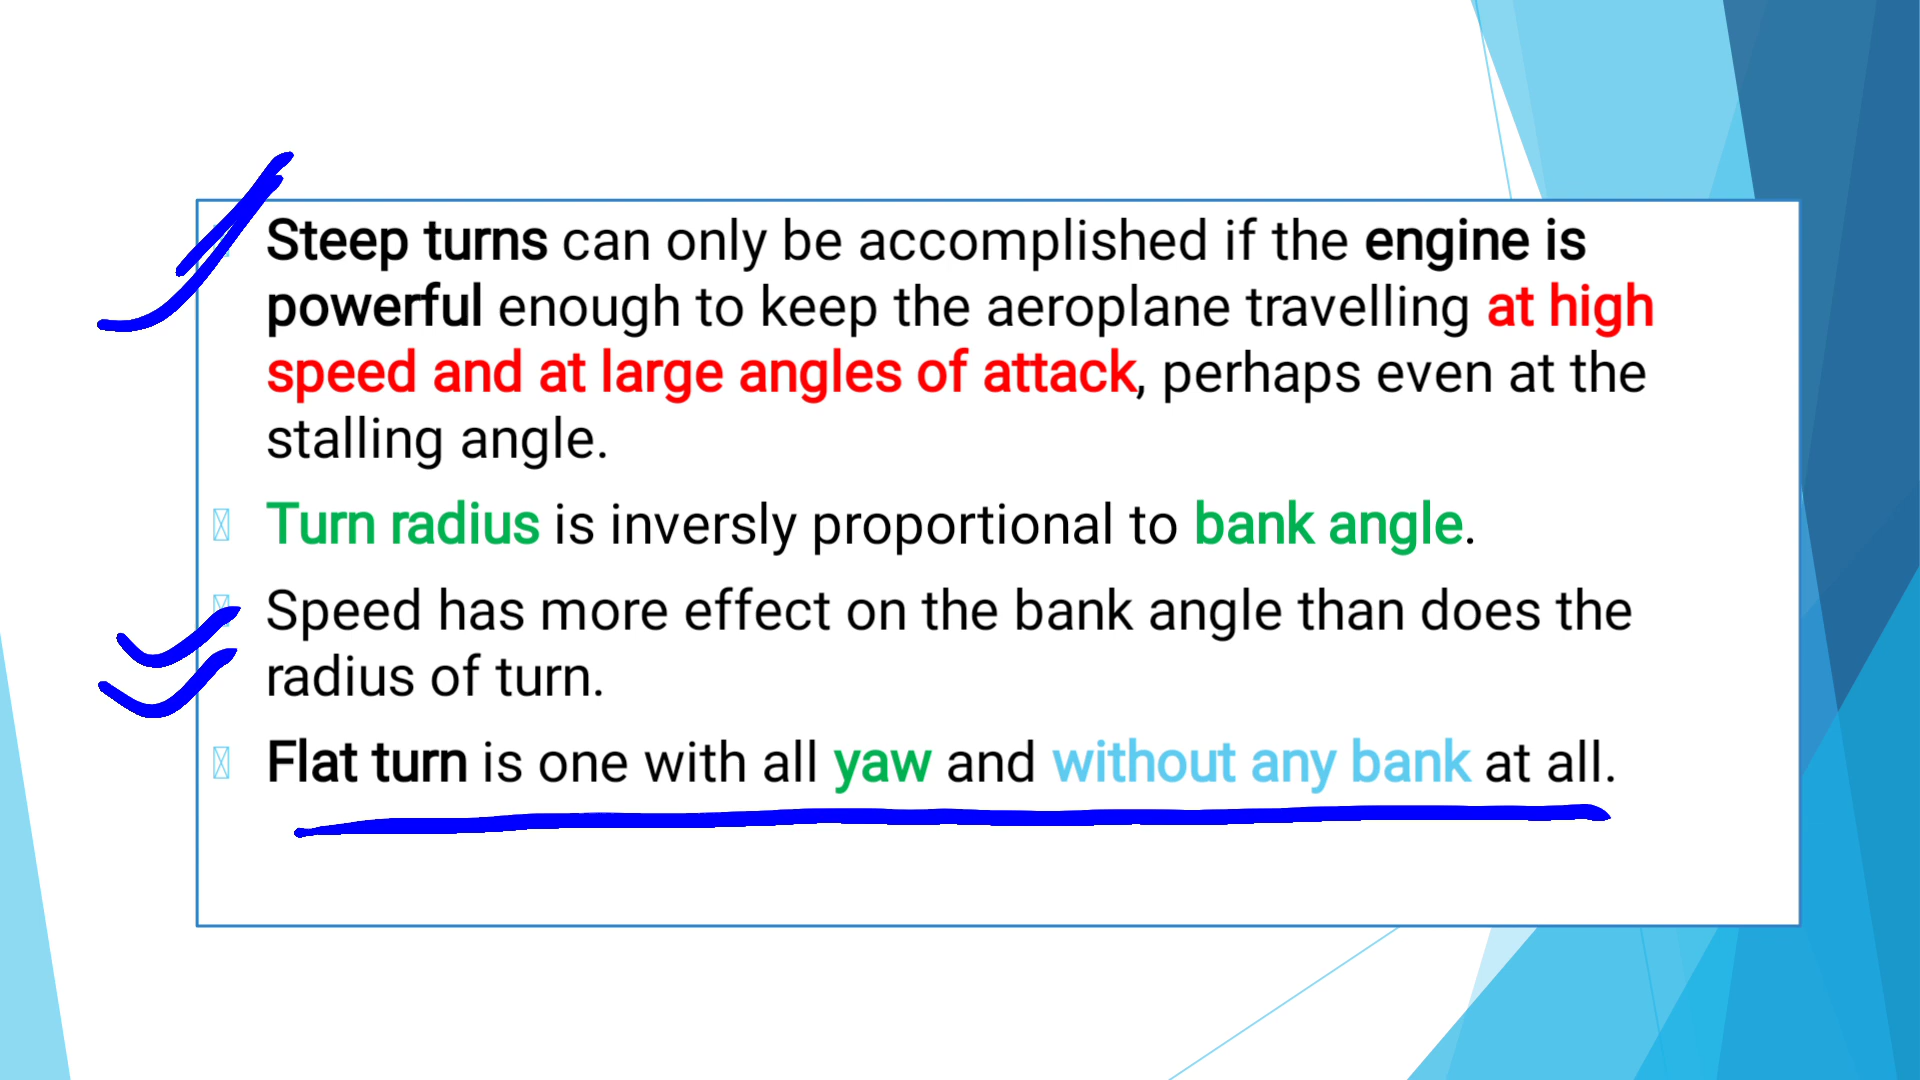 Steep turns can only be accomplished if the engine is
powerful enough to keep the aeroplane travelling at high
speed and at large angles of attack, perhaps even at the
stalling angle.
Turn radius is inversly proportional to bank angle.
Speed has more effect on the bank angle than does the
radius of turn.
Flat turn is one with all yaw and without any bank at all.